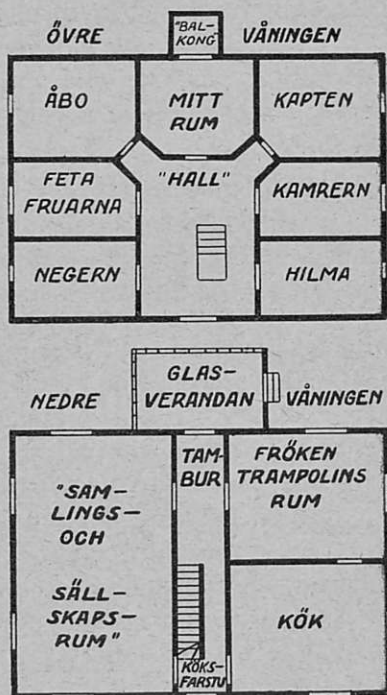 ÖVRE
"BAL-
KONG
VÅNINGEN
ÅBO
MITT
RUM
KAPTEN
FETA
FRUARNA
"HALL"
KAMRERN
NEGERN
HILMA
NEDRE
GLAS-
VERANDAN
VÅNINGEN
"SAM-
LINGS-
OCH
SÄLL-
SKAPS-
RUM"
TAM-
BUR
FRÖKEN
TRAMPOLINS
RUM
KÖK
KÖKS-
FARSTU